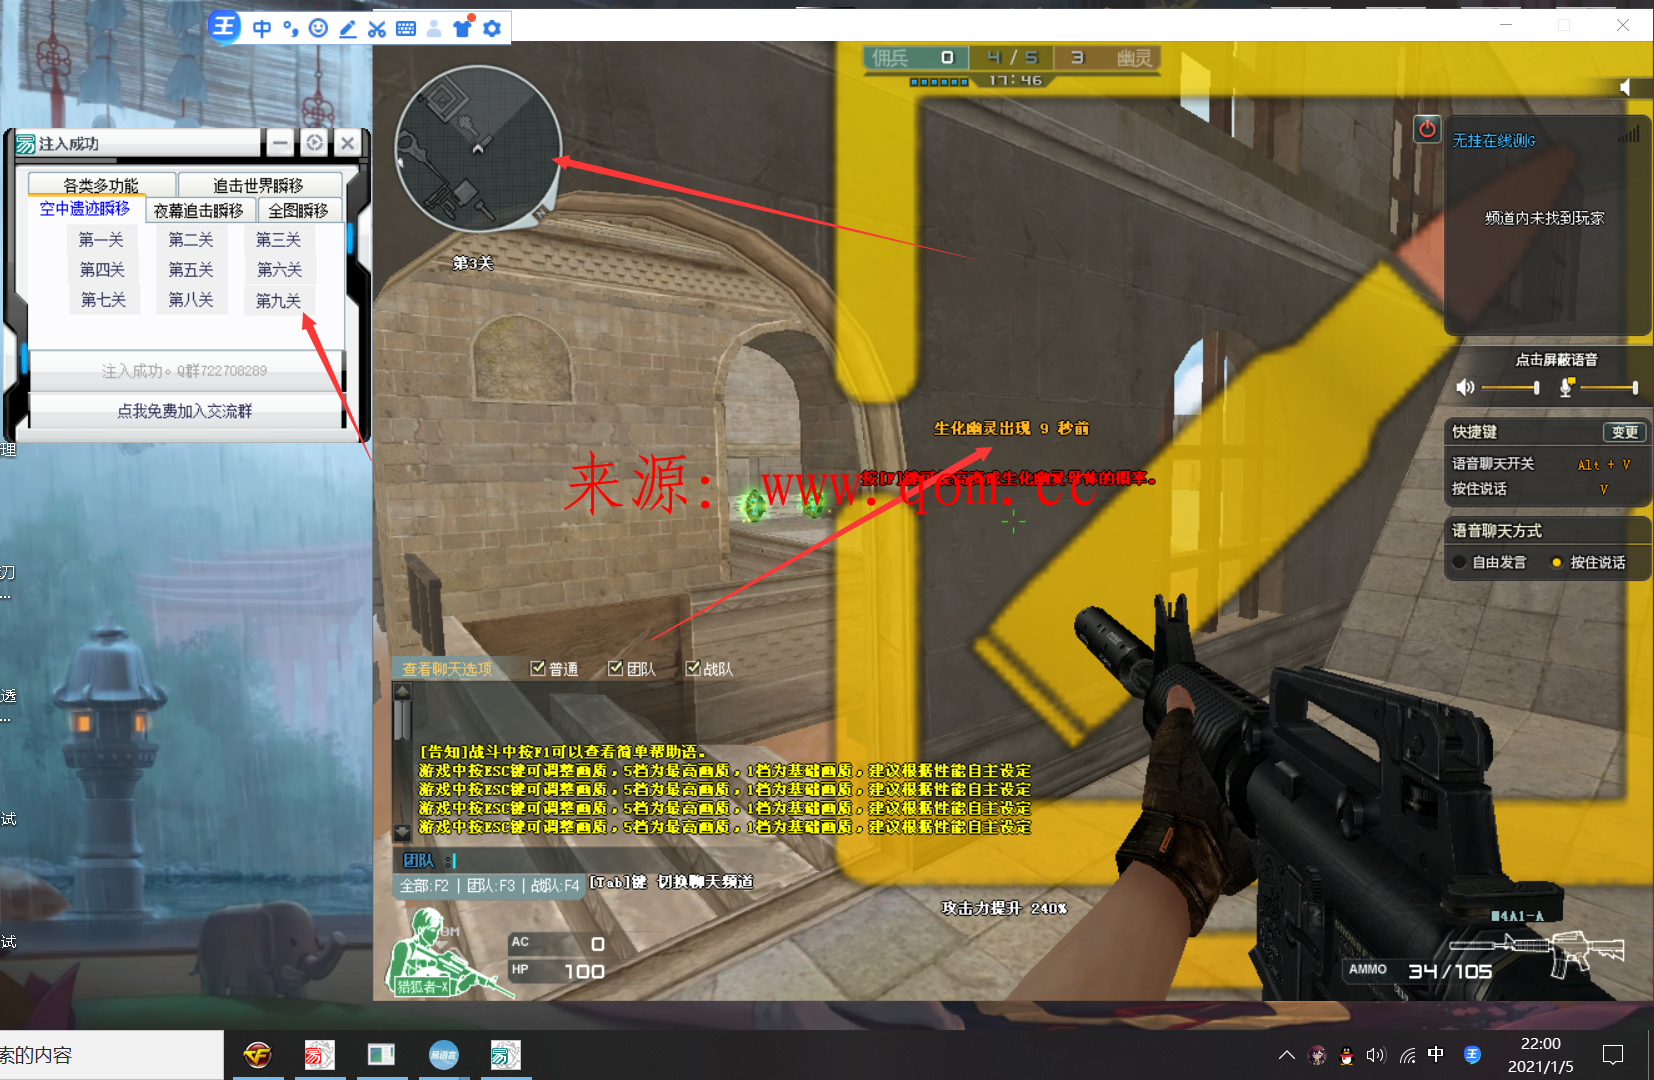 王 中
佣兵 0 4 / 5 3 幽灵
17:46
注入成功
各类多功能 追击世界瞬移
空中遗迹瞬移 夜幕追击瞬移 全图瞬移
第一关 第二关 第三关
第四关 第五关 第六关
第七关 第八关 第九关
注入成功。Q群722708289
点我免费加入交流群
N
第3关
无挂在线测G
频道内未找到玩家
点击屏蔽语音
快捷键 变更
语音聊天开关 Alt + V
按住说话 V
语音聊天方式
自由发言 按住说话
生化幽灵出现 9 秒前
来源：www.qom.cc
查看聊天选项 普通 团队 战队
[告知]战斗中按F1可以查看简单帮助语。
游戏中按ESC键可调整画质，5档为最高画质，1档为基础画质，建议根据性能自主设定
游戏中按ESC键可调整画质，5档为最高画质，1档为基础画质，建议根据性能自主设定
游戏中按ESC键可调整画质，5档为最高画质，1档为基础画质，建议根据性能自主设定
游戏中按ESC键可调整画质，5档为最高画质，1档为基础画质，建议根据性能自主设定
团队 :
全部:F2 | 团队:F3 | 战队:F4 [Tab]键 切换聊天频道
攻击力提升 240%
AC 0
HP 100
猎狐者-X
M4A1-A
AMMO 34/105
理
刀
...
透
...
试
试
索的内容
CF 易 易语言 易
中 王
22:00
2021/1/5